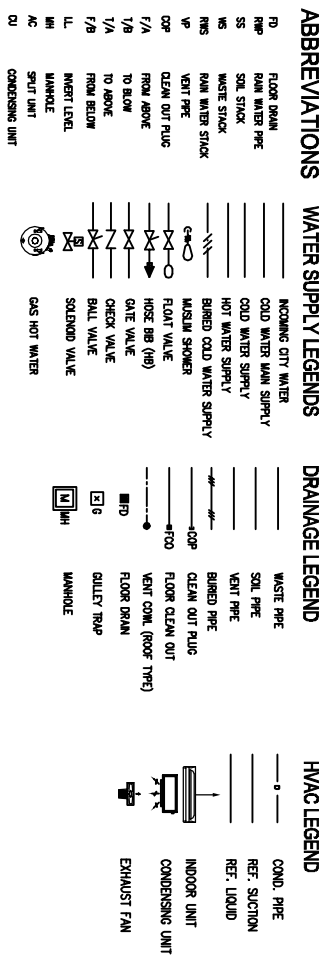 ABBREVIATIONS
FD FLOOR DRAIN
RWP RAIN WATER PIPE
SS SOIL STACK
WS WASTE STACK
RWS RAIN WATER STACK
VP VENT PIPE
COP CLEAN OUT PLUG
F/A FROM ABOVE
T/B TO BLOW
T/A TO ABOVE
F/B FROM BELOW
I.L. INVERT LEVEL
MH MANHOLE
AC SPLIT UNIT
CU CONDENSING UNIT
WATER SUPPLY LEGENDS
INCOMING CITY WATER
COLD WATER MAIN SUPPLY
COLD WATER SUPPLY
HOT WATER SUPPLY
BURIED COLD WATER SUPPLY
MUSLIM SHOWER
FLOAT VALVE
HOSE BIB (HB)
GATE VALVE
CHECK VALVE
BALL VALVE
S SOLENOID VALVE
GAS HOT WATER
DRAINAGE LEGEND
WASTE PIPE
SOIL PIPE
VENT PIPE
BURIED PIPE
COP CLEAN OUT PLUG
FCO FLOOR CLEAN OUT
VENT COWL (ROOF TYPE)
FD FLOOR DRAIN
G GULLEY TRAP
M MH MANHOLE
HVAC LEGEND
D COND. PIPE
REF. SUCTION
REF. LIQUID
INDOOR UNIT
CONDENSING UNIT
EXHAUST FAN